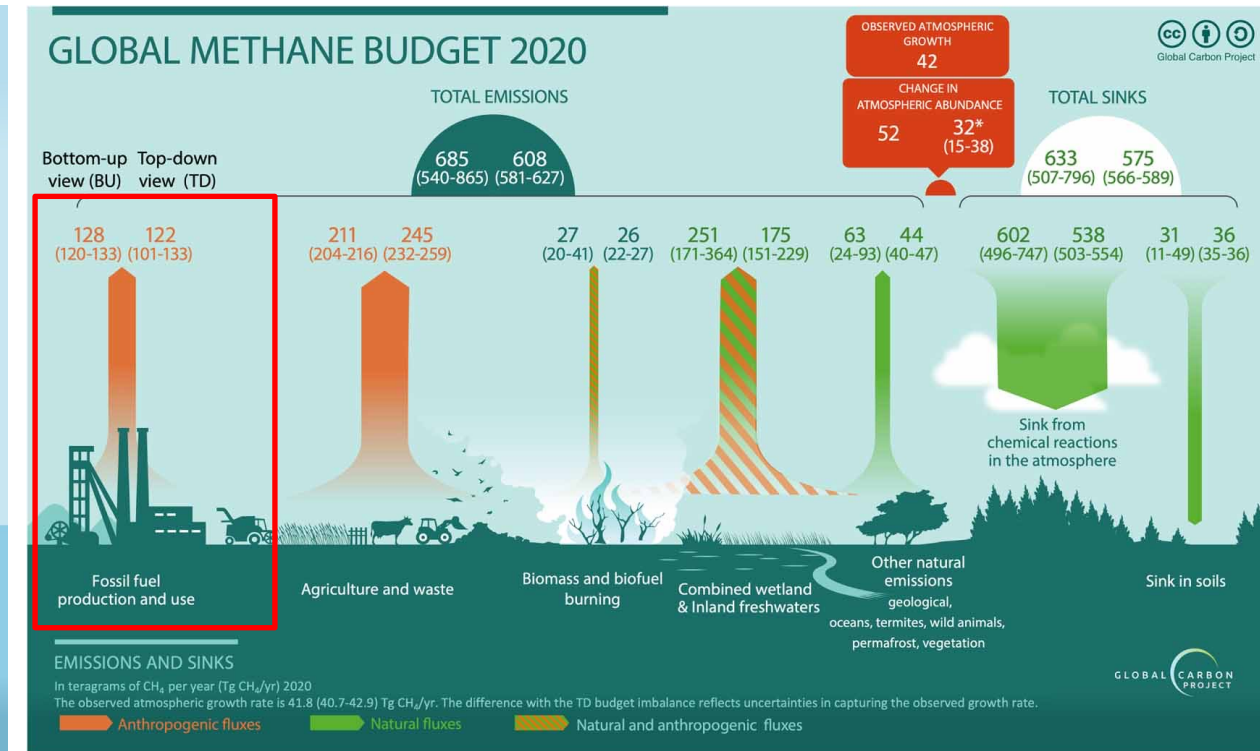 GLOBAL METHANE BUDGET 2020
OBSERVED ATMOSPHERIC
GROWTH
42
CHANGE IN
ATMOSPHERIC ABUNDANCE
52 32*
(15-38)
cc
Global Carbon Project
TOTAL EMISSIONS
685 608
(540-865) (581-627)
TOTAL SINKS
633 575
(507-796) (566-589)
Bottom-up Top-down
view (BU) view (TD)
128 122
(120-133) (101-133)
211 245
(204-216) (232-259)
27 26
(20-41) (22-27)
251 175
(171-364) (151-229)
63 44
(24-93) (40-47)
602 538
(496-747) (503-554)
31 36
(11-49) (35-36)
Sink from
chemical reactions
in the atmosphere
Fossil fuel
production and use
Agriculture and waste
Biomass and biofuel
burning
Combined wetland
& Inland freshwaters
Other natural
emissions
geological,
oceans, termites, wild animals,
permafrost, vegetation
Sink in soils
EMISSIONS AND SINKS
In teragrams of CH₄ per year (Tg CH₄/yr) 2020
The observed atmospheric growth rate is 41.8 (40.7-42.9) Tg CH₄/yr. The difference with the TD budget imbalance reflects uncertainties in capturing the observed growth rate.
Anthropogenic fluxes
Natural fluxes
Natural and anthropogenic fluxes
GLOBAL CARBON
PROJECT